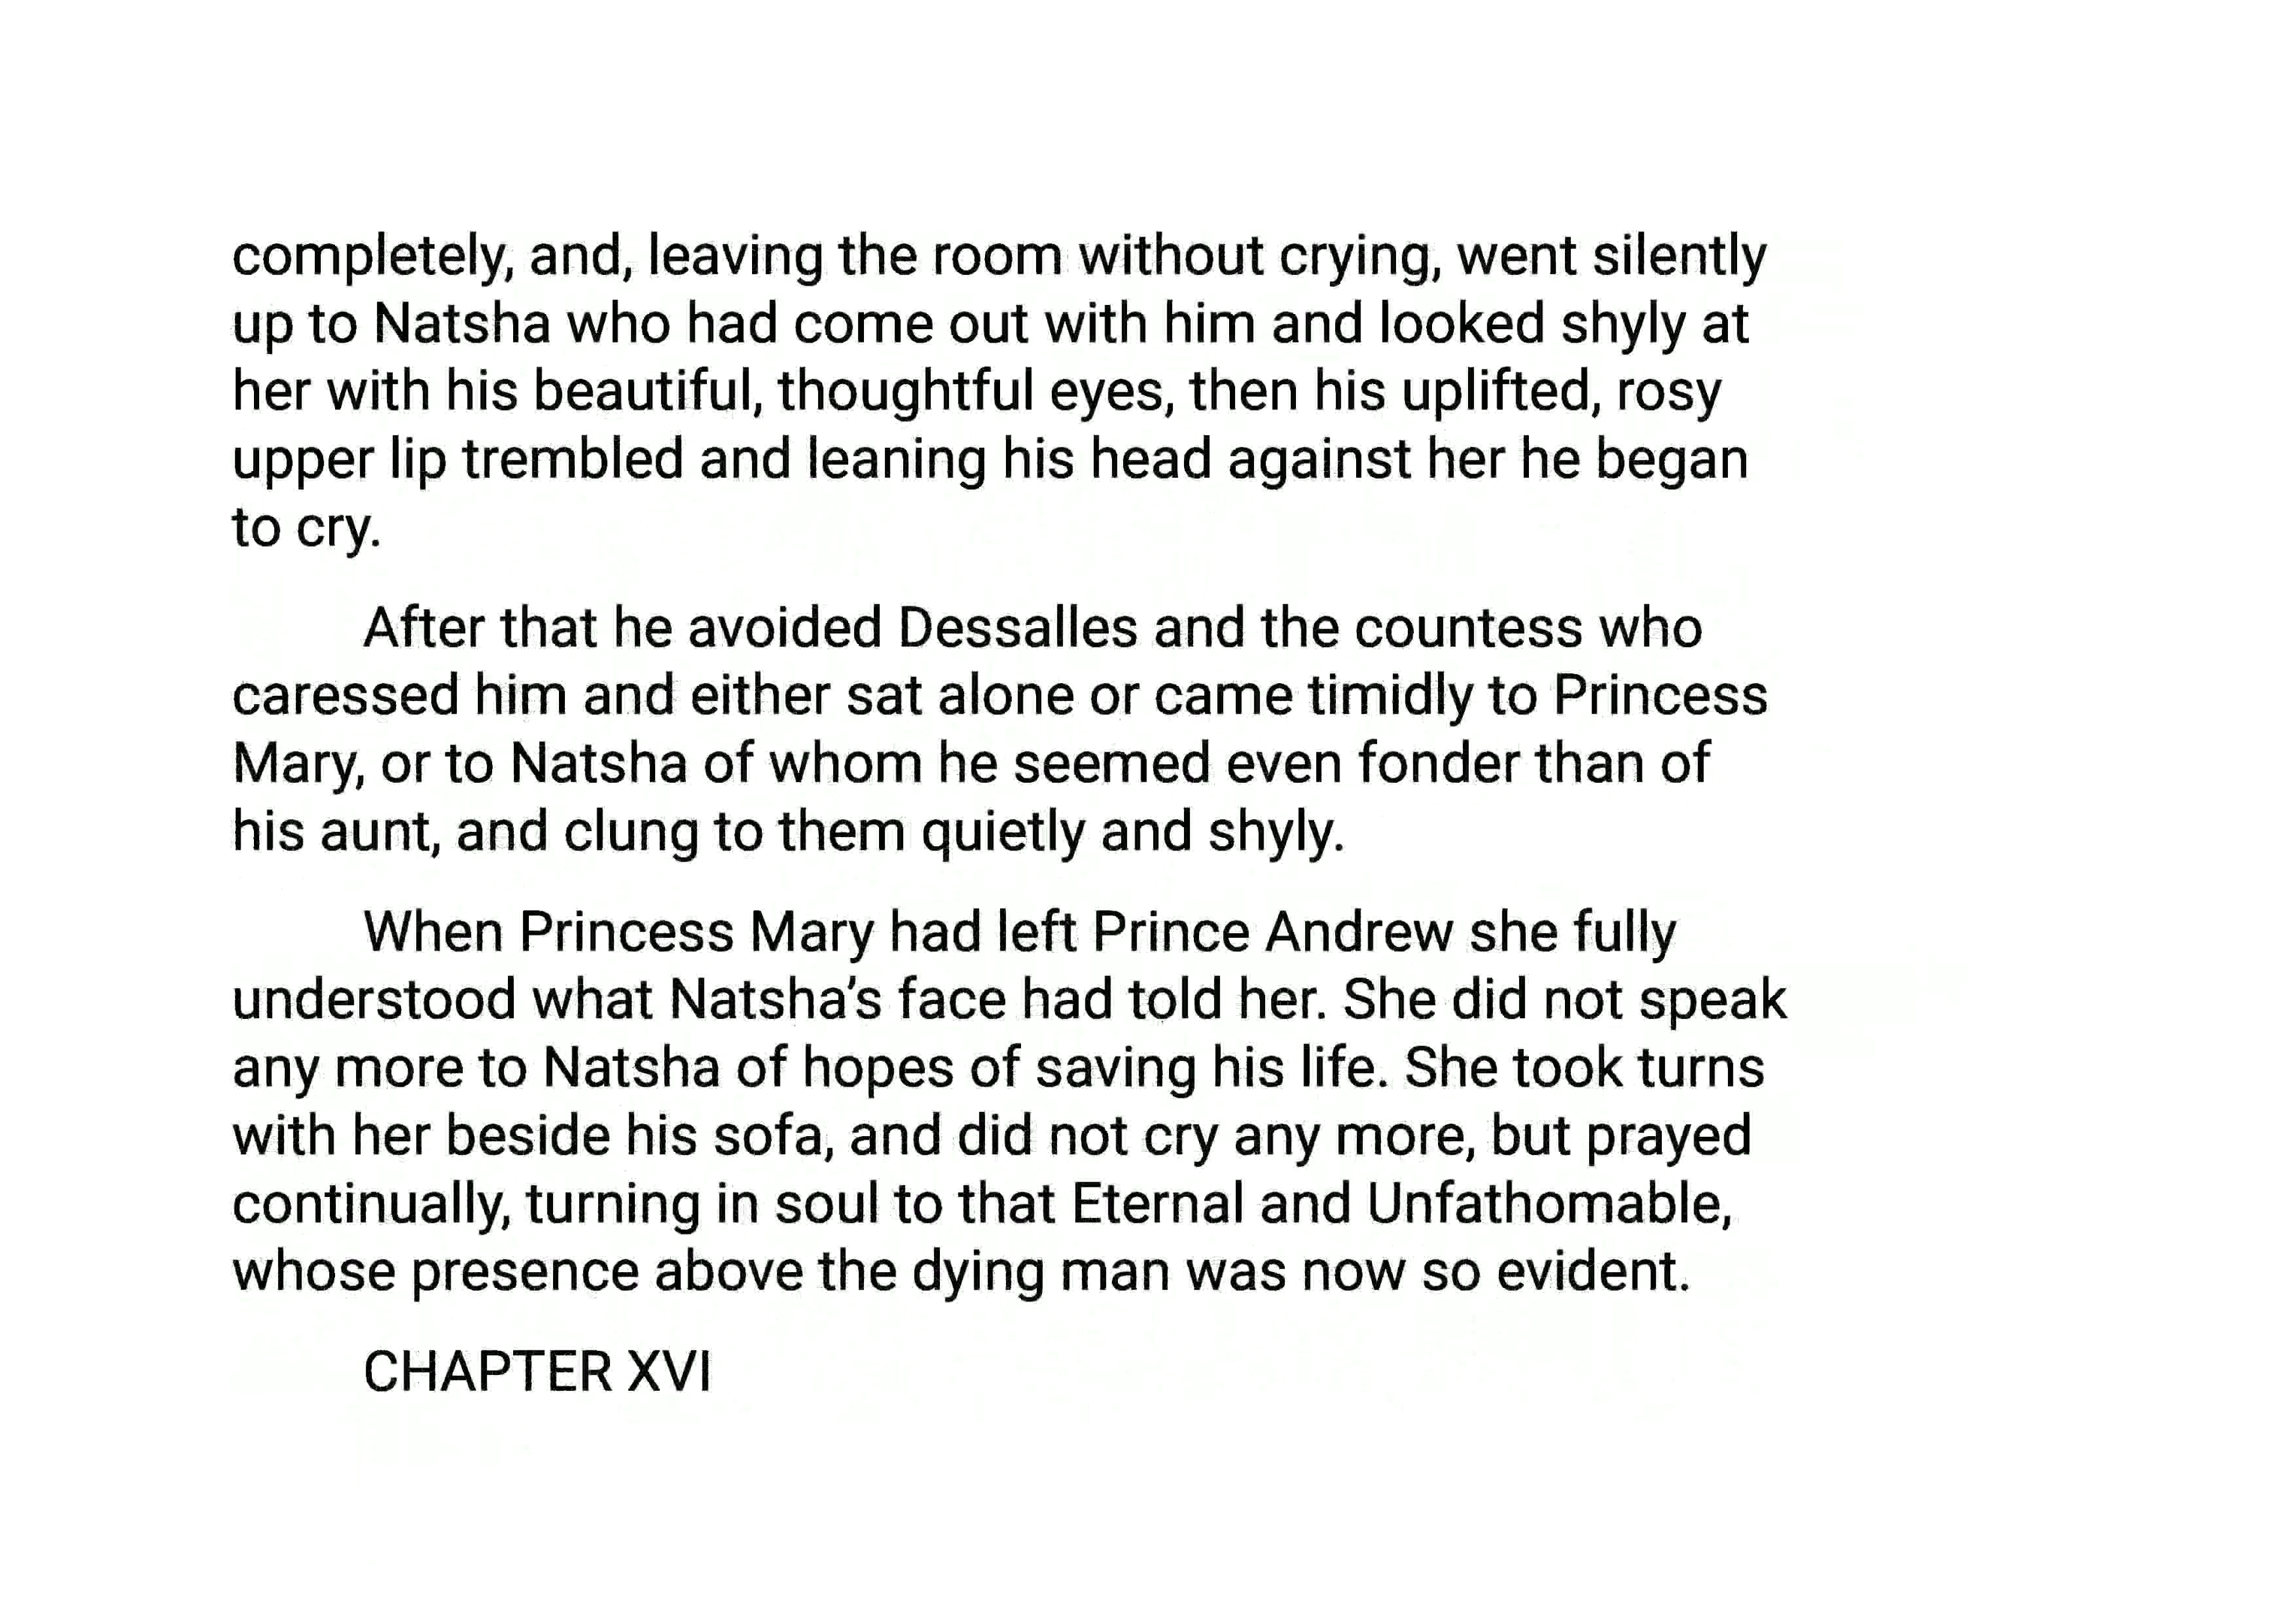 completely, and, leaving the room without crying, went silently
up to Natsha who had come out with him and looked shyly at
her with his beautiful, thoughtful eyes, then his uplifted, rosy
upper lip trembled and leaning his head against her he began
to cry.
After that he avoided Dessalles and the countess who
caressed him and either sat alone or came timidly to Princess
Mary, or to Natsha of whom he seemed even fonder than of
his aunt, and clung to them quietly and shyly.
When Princess Mary had left Prince Andrew she fully
understood what Natsha's face had told her. She did not speak
any more to Natsha of hopes of saving his life. She took turns
with her beside his sofa, and did not cry any more, but prayed
continually, turning in soul to that Eternal and Unfathomable,
whose presence above the dying man was now so evident.
CHAPTER XVI